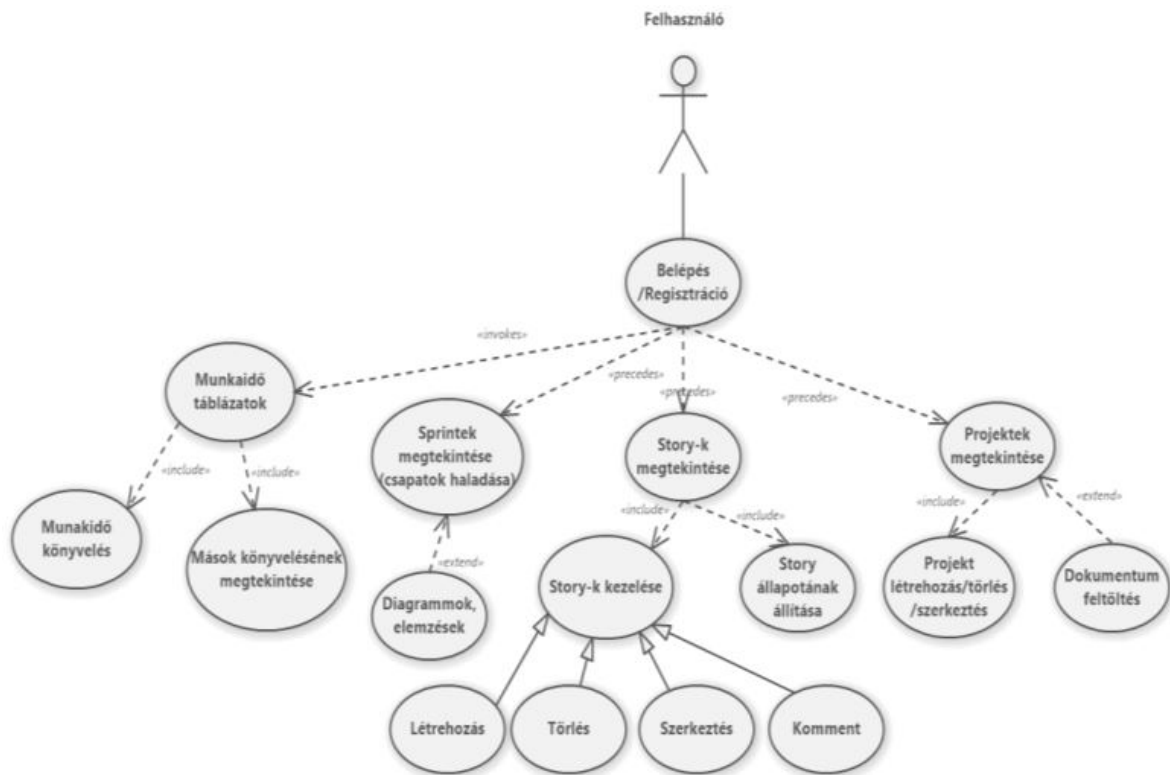 Felhasználó
Belépés
/Regisztráció
«invokes»
«precedes»
«precedes»
«precedes»
Munkaidő
táblázatok
Sprintek
megtekintése
(csapatok haladása)
Story-k
megtekintése
Projektek
megtekintése
«include»
«include»
«include»
«include»
«include»
«extend»
Munakidő
könyvelés
Mások könyvelésének
megtekintése
«extend»
Diagrammok,
elemzések
Story-k kezelése
Story
állapotának
állítása
Projekt
létrehozás/törlés
/szerkeztés
Dokumentum
feltöltés
Létrehozás
Törlés
Szerkeztés
Komment